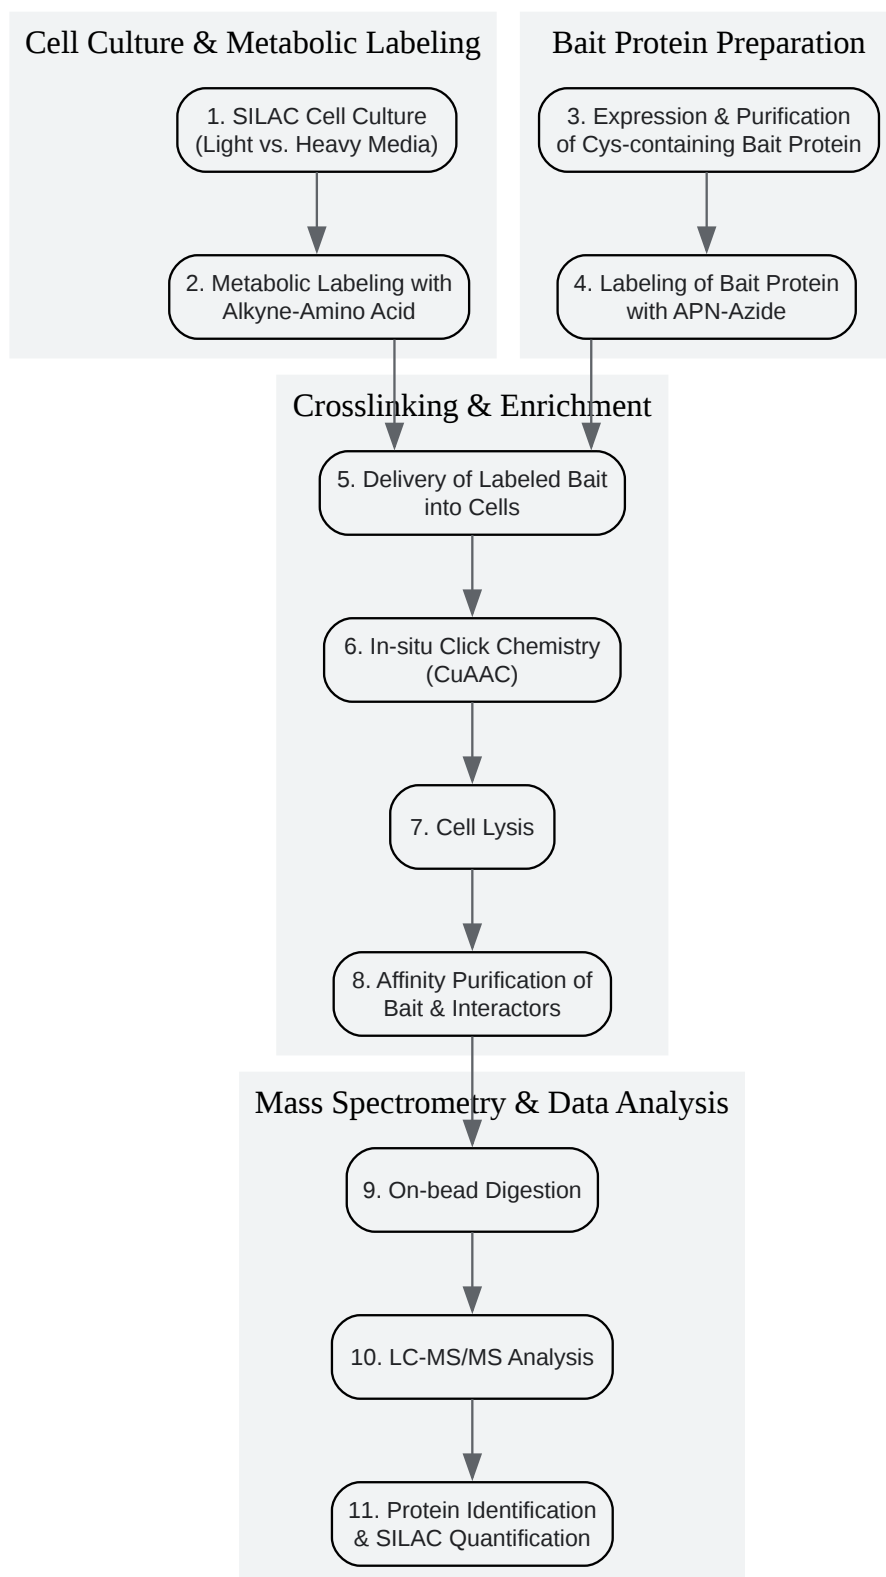 Cell Culture & Metabolic Labeling
1. SILAC Cell Culture
(Light vs. Heavy Media)
2. Metabolic Labeling with
Alkyne-Amino Acid
Bait Protein Preparation
3. Expression & Purification
of Cys-containing Bait Protein
4. Labeling of Bait Protein
with APN-Azide
Crosslinking & Enrichment
5. Delivery of Labeled Bait
into Cells
6. In-situ Click Chemistry
(CuAAC)
7. Cell Lysis
8. Affinity Purification of
Bait & Interactors
Mass Spectrometry & Data Analysis
9. On-bead Digestion
10. LC-MS/MS Analysis
11. Protein Identification
& SILAC Quantification